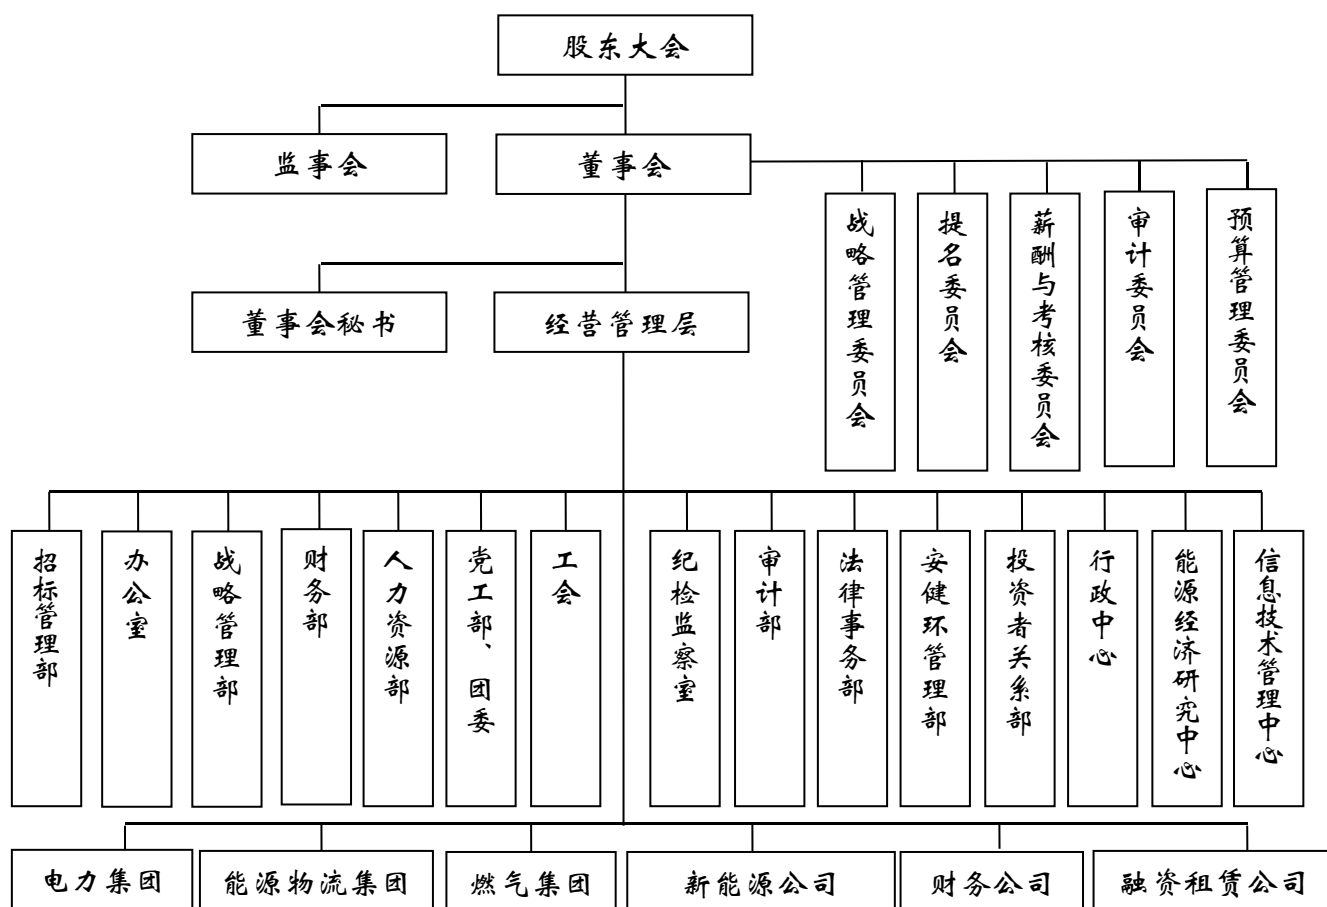 股东大会
监事会
董事会
战略管理委员会
提名委员会
薪酬与考核委员会
审计委员会
预算管理委员会
董事会秘书
经营管理层
招标管理部
办公室
战略管理部
财务部
人力资源部
党工部、团委
工会
纪检监察室
审计部
法律事务部
安健环管理部
投资者关系部
行政中心
能源经济研究中心
信息技术管理中心
电力集团
能源物流集团
燃气集团
新能源公司
财务公司
融资租赁公司